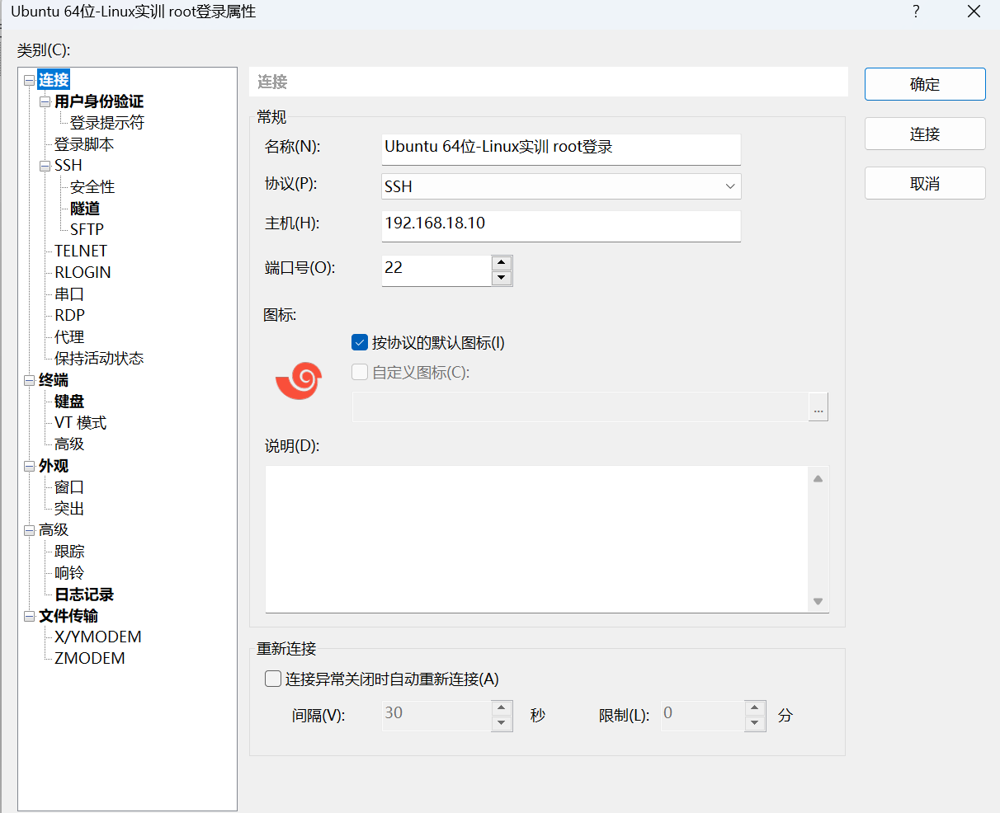 Ubuntu 64位-Linux实训 root登录属性
?
类别(C):
连接
用户身份验证
登录提示符
登录脚本
SSH
安全性
隧道
SFTP
TELNET
RLOGIN
串口
RDP
代理
保持活动状态
终端
键盘
VT 模式
高级
外观
窗口
突出
高级
跟踪
响铃
日志记录
文件传输
X/YMODEM
ZMODEM
连接
常规
名称(N):
Ubuntu 64位-Linux实训 root登录
协议(P):
SSH
主机(H):
192.168.18.10
端口号(O):
22
图标:
按协议的默认图标(I)
自定义图标(C):
...
说明(D):
重新连接
连接异常关闭时自动重新连接(A)
间隔(V):
30
秒
限制(L):
0
分
确定
连接
取消